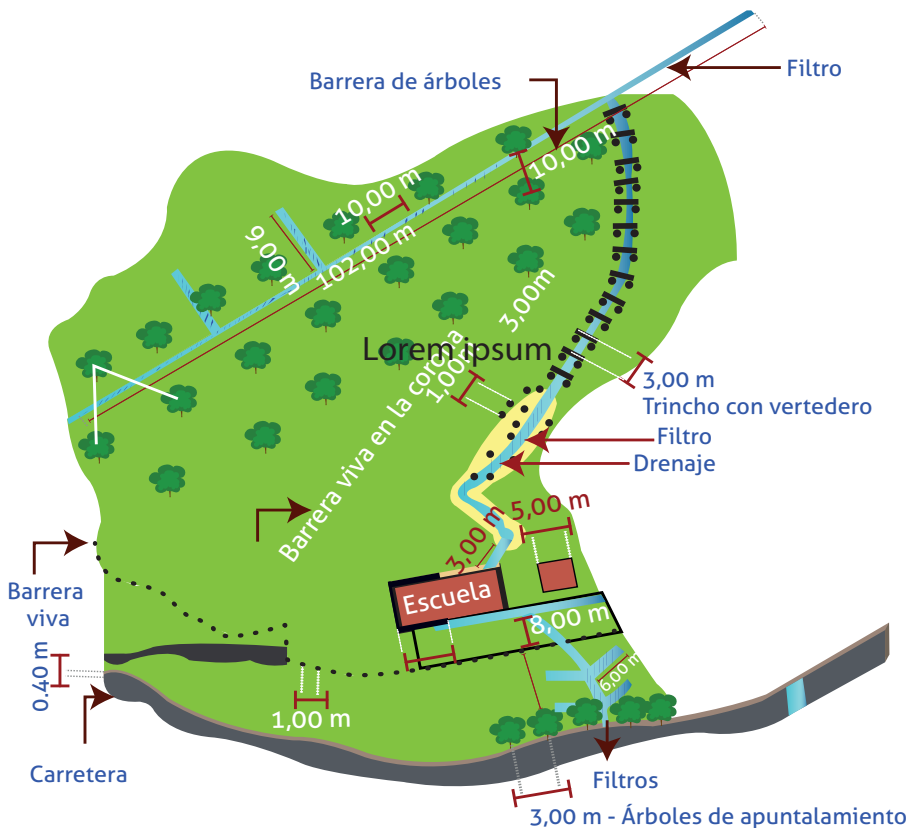 Filtro
Barrera de árboles
10,00 m
10,00 m
9,00 m
102,00 m
3,00m
Lorem ipsum
1,00m
3,00 m
Trincho con vertedero
Filtro
Drenaje
Barrera viva en la corona
5,00 m
3,00 m
Barrera
viva
Escuela
8,00 m
0.40 m
6,00 m
1,00 m
Carretera
Filtros
3,00 m - Árboles de apuntalamiento